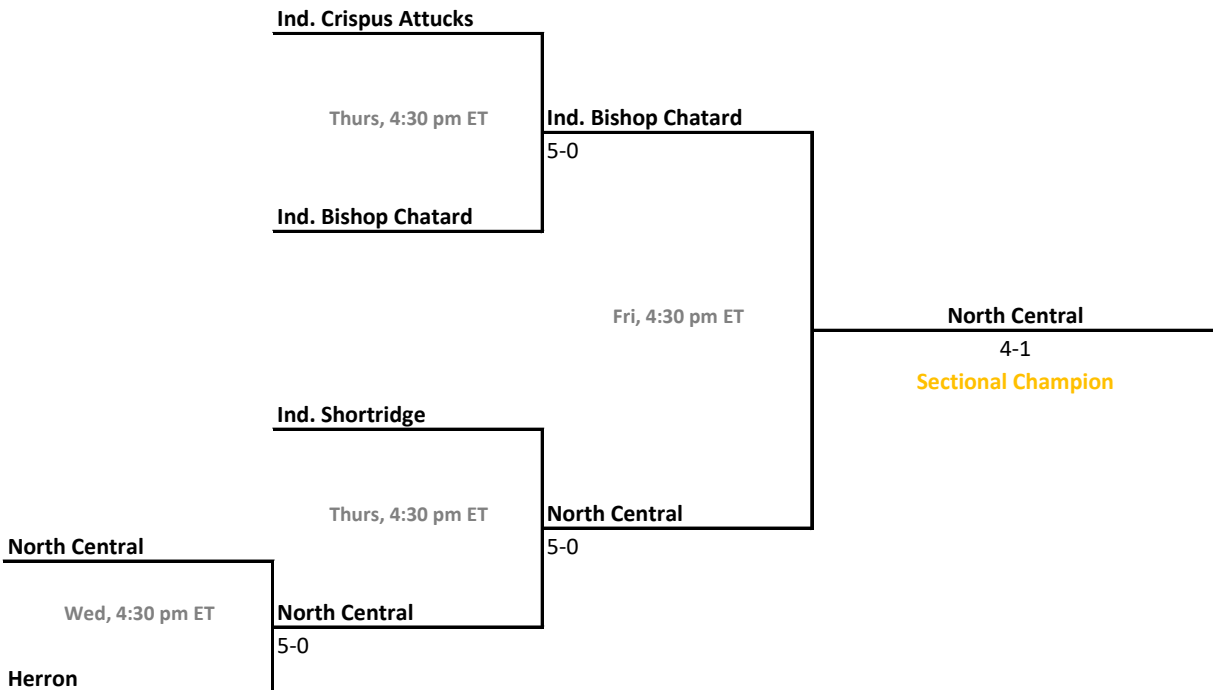 Ind. Crispus Attucks
Thurs, 4:30 pm ET
Ind. Bishop Chatard
5-0
Ind. Bishop Chatard
Fri, 4:30 pm ET
North Central
4-1
Sectional Champion
Ind. Shortridge
Thurs, 4:30 pm ET
North Central
5-0
North Central
Wed, 4:30 pm ET
North Central
5-0
Herron